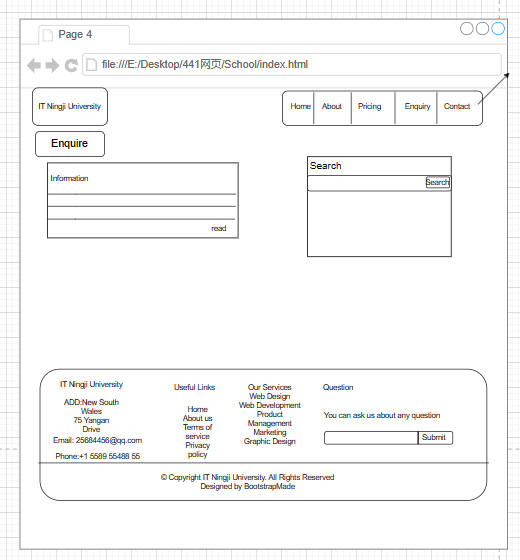 Page 4
file:///E:/Desktop/441网页/School/index.html
IT Ningji University
Home
About
Pricing
Enquiry
Contact
Enquire
Information
read
Search
Search
IT Ningji University
ADD:New South
Wales
75 Yangan
Drive
Email: 25684456@qq.com
Phone:+1 5589 55488 55
Useful Links
Home
About us
Terms of
service
Privacy
policy
Our Services
Web Design
Web Development
Product
Management
Marketing
Graphic Design
Question
You can ask us about any question
Submit
© Copyright IT Ningji University. All Rights Reserved
Designed by BootstrapMade